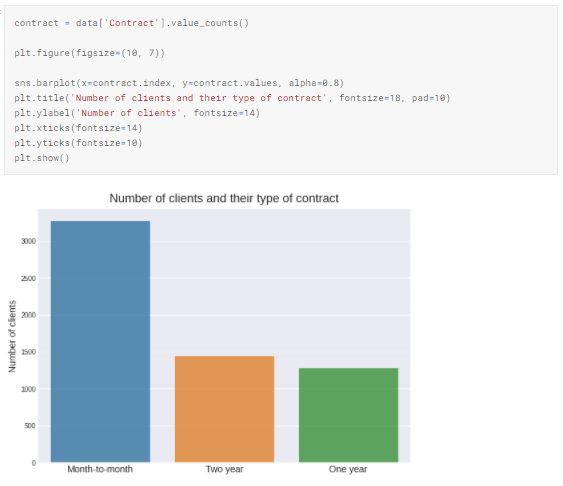 contract = data['Contract'].value_counts()
plt.figure(figsize=(10, 7))
sns.barplot(x=contract.index, y=contract.values, alpha=0.8)
plt.title('Number of clients and their type of contract', fontsize=18, pad=10)
plt.ylabel('Number of clients', fontsize=14)
plt.xticks(fontsize=14)
plt.yticks(fontsize=10)
plt.show()
Number of clients and their type of contract
Number of clients
3000
2500
2000
1500
1000
500
0
Month-to-month Two year One year